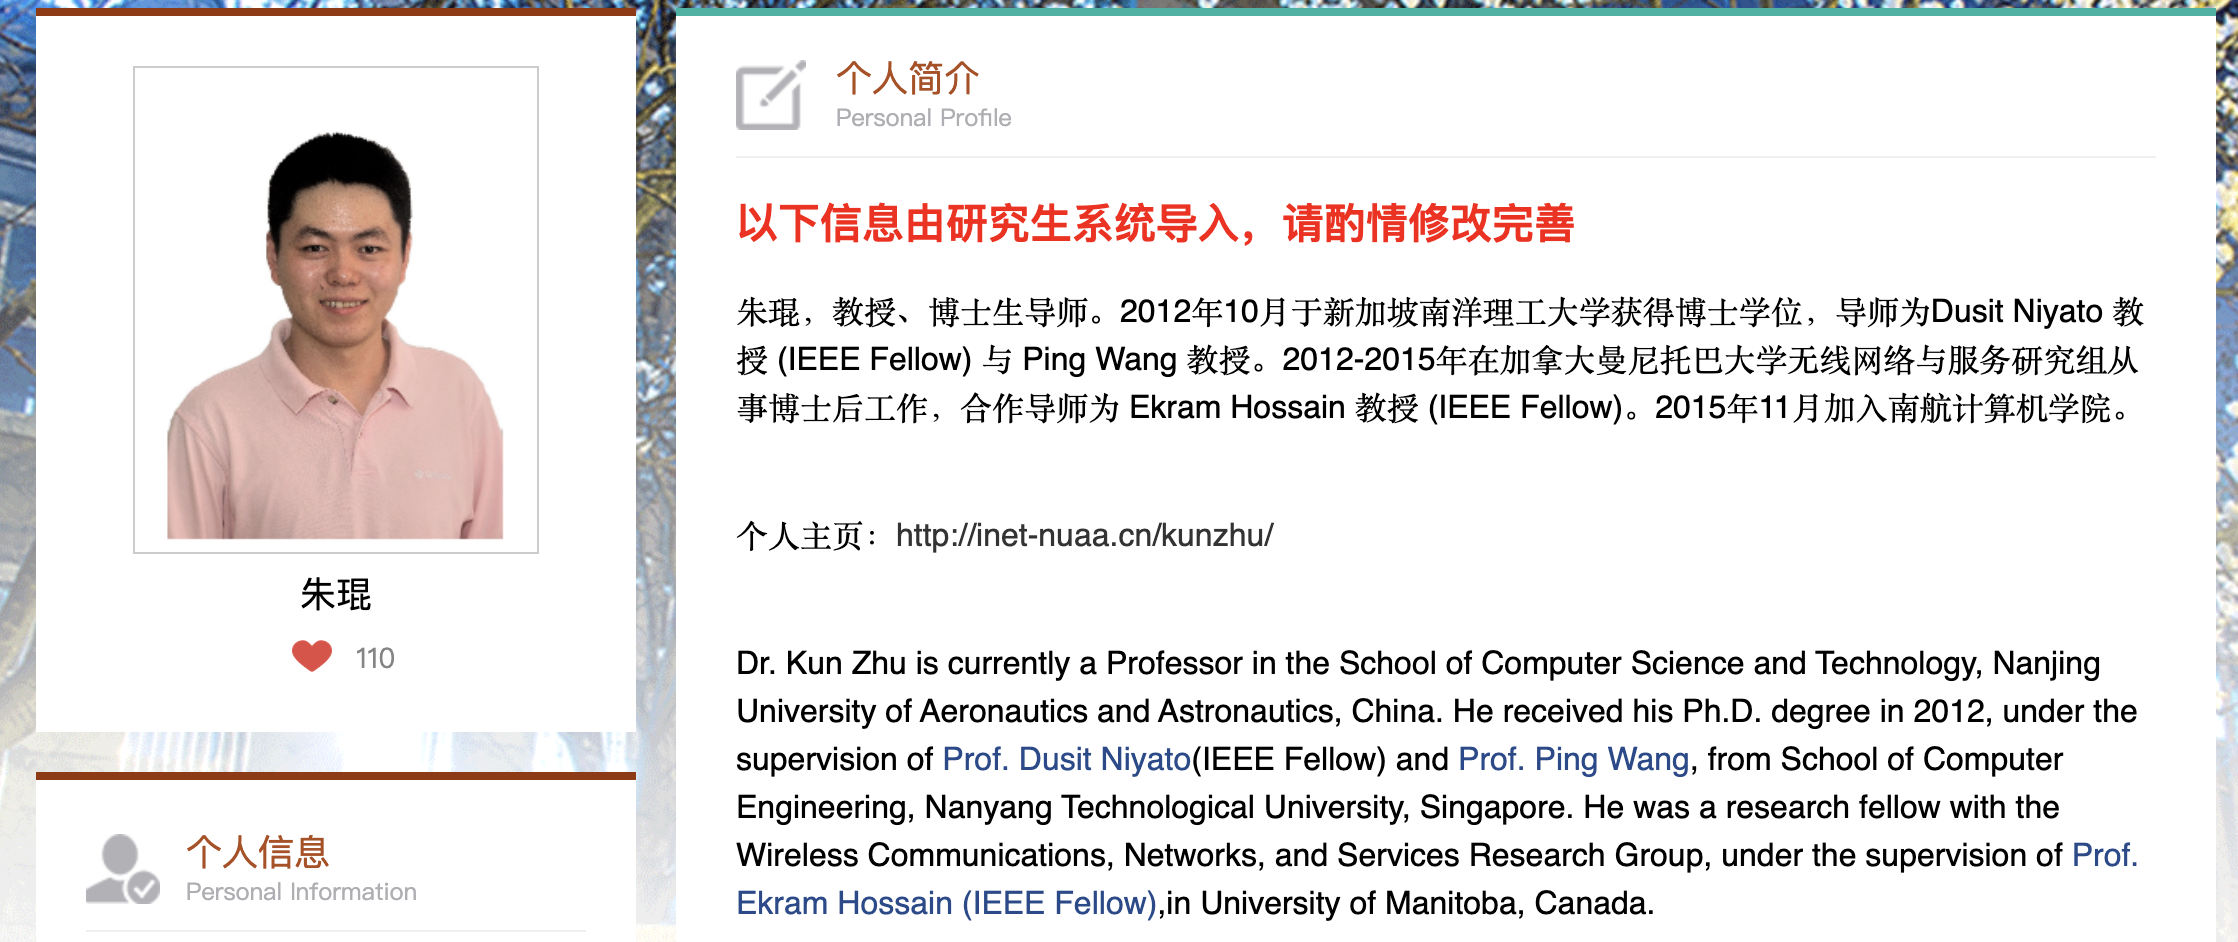 朱琨
110
个人信息
Personal Information
个人简介
Personal Profile
以下信息由研究生系统导入，请酌情修改完善
朱琨，教授、博士生导师。2012年10月于新加坡南洋理工大学获得博士学位，导师为Dusit Niyato 教
授 (IEEE Fellow) 与 Ping Wang 教授。2012-2015年在加拿大曼尼托巴大学无线网络与服务研究组从
事博士后工作，合作导师为 Ekram Hossain 教授 (IEEE Fellow)。2015年11月加入南航计算机学院。
个人主页：http://inet-nuaa.cn/kunzhu/
Dr. Kun Zhu is currently a Professor in the School of Computer Science and Technology, Nanjing
University of Aeronautics and Astronautics, China. He received his Ph.D. degree in 2012, under the
supervision of Prof. Dusit Niyato(IEEE Fellow) and Prof. Ping Wang, from School of Computer
Engineering, Nanyang Technological University, Singapore. He was a research fellow with the
Wireless Communications, Networks, and Services Research Group, under the supervision of Prof.
Ekram Hossain (IEEE Fellow),in University of Manitoba, Canada.